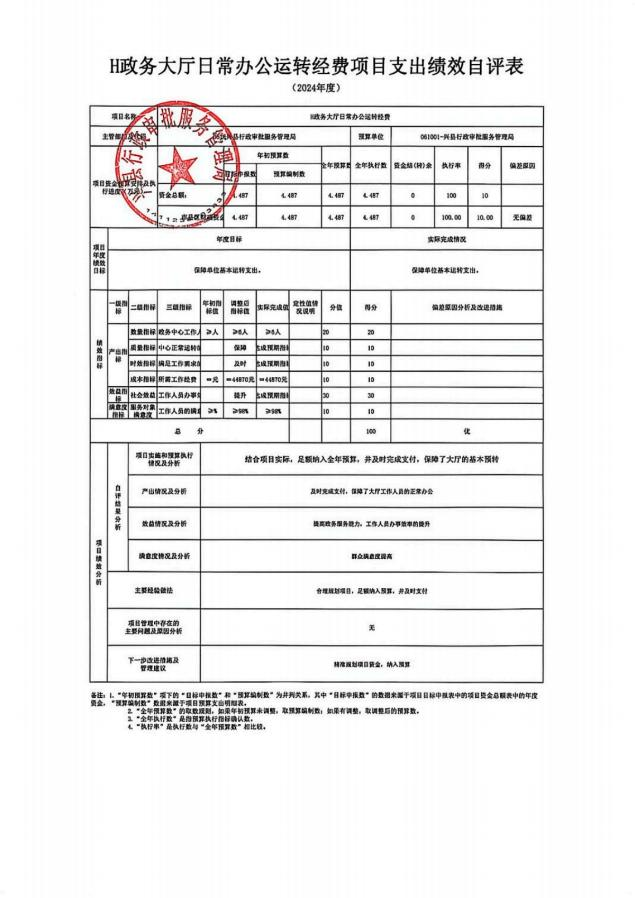 H政务大厅日常办公运转经费项目支出绩效自评表
（2024年度）
项目名称 H政务大厅日常办公运转经费
兴县行政审批服务管理局 预算单位 061001-兴县行政审批服务管理局
年初预算数 全年预算数 全年执行数 资金结(转)余 执行率 得分 偏差原因
目标申报数 预算编制数
资金总额: 4.487 4.487 4.487 4.487 0 100 10
4.487 4.487 4.487 4.487 0 100.00 10.00 无偏差
项目年度绩效目标 年度目标 实际完成情况
保障单位基本运转支出。 保障单位基本运转支出。
绩效指标 一级指标 二级指标 三级指标 年初指标值 调整后指标值 实际完成值 定性值情况说明 分值 得分 偏差原因分析及改进措施
产出指标 数量指标 政务中心工作人 ≥人 ≥6人 ≥6人 20 20
质量指标 中心正常运转 保障 达成预期指标 10 10
时效指标 满足工作需求 及时 达成预期指标 10 10
成本指标 所需工作经费 =元 =44870元 =44870元 10 10
效益指标 社会效益 工作人员办事 提升 达成预期指标 30 30
满意度指标 服务对象满意度 工作人员的满 ≥% ≥98% ≥98% 10 10
总 分 100 优
项目绩效分析 自评结果分析 项目实施和预算执行情况及分析 结合项目实际，足额纳入全年预算，并及时完成支付，保障了大厅的基本预转
产出情况及分析 及时完成支付，保障了大厅工作人员的正常办公
效益情况及分析 提高政务服务能力，工作人员办事效率的提升
满意度情况及分析 群众满意度提高
主要经验做法 合理规划项目，足额纳入预算，并及时支付
项目管理中存在的主要问题及原因分析 无
下一步改进措施及管理建议 精准规划项目资金，纳入预算
备注：1. "年初预算数"项下的"目标申报数"和"预算编制数"为并列关系，其中"目标申报数"的数据来源于项目目标申报表中的项目资金总额表中的年度
资金，"预算编制数"数据来源于项目预算支出明细表。
2. "全年预算数"的取数规则，如果年初预算未调整，取预算编制数；如果有调整，取调整后的预算数。
3. "全年执行数"是指预算执行指标确认数。
4. "执行率"是执行数与"全年预算数"相比较。
兴县行政审批服务管理局